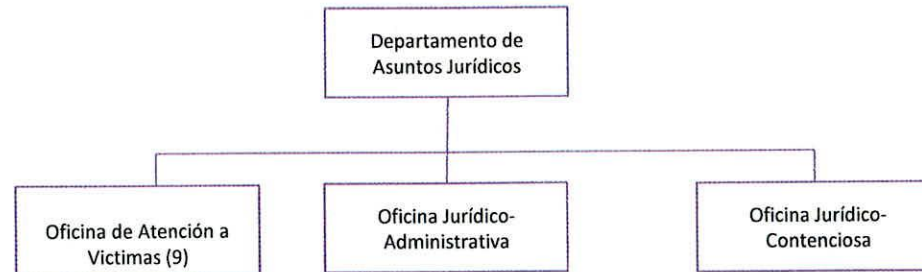 Departamento de
Asuntos Jurídicos
Oficina de Atención a
Victimas (9)
Oficina Jurídico-
Administrativa
Oficina Jurídico-
Contenciosa